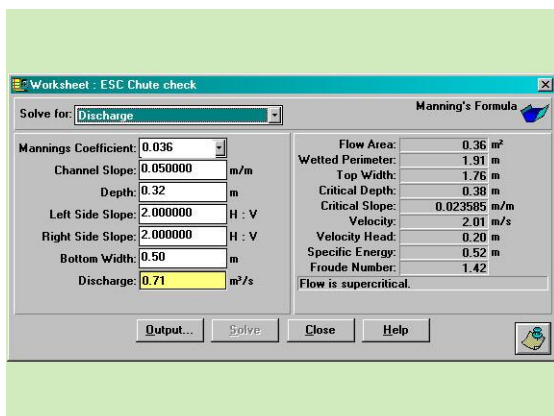 Worksheet : ESC Chute check
Solve for: Discharge
Manning's Formula
Mannings Coefficient: 0.036
Channel Slope: 0.050000 m/m
Depth: 0.32 m
Left Side Slope: 2.000000 H : V
Right Side Slope: 2.000000 H : V
Bottom Width: 0.50 m
Discharge: 0.71 m³/s
Flow Area: 0.36 m²
Wetted Perimeter: 1.91 m
Top Width: 1.76 m
Critical Depth: 0.38 m
Critical Slope: 0.023585 m/m
Velocity: 2.01 m/s
Velocity Head: 0.20 m
Specific Energy: 0.52 m
Froude Number: 1.42
Flow is supercritical.
Output... Solve Close Help